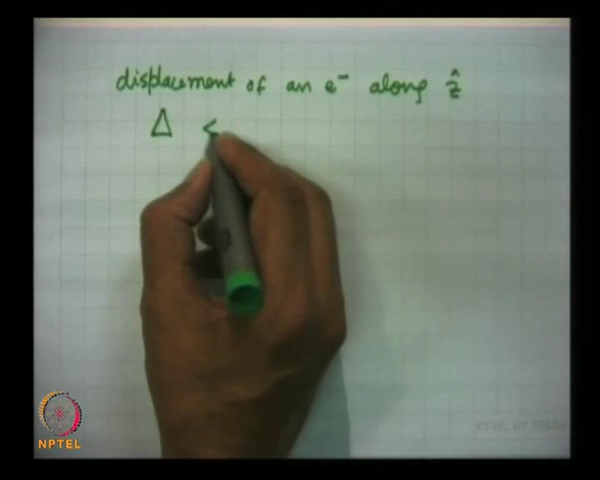 displacement of an e⁻ along ẑ
Δ <
NPTEL